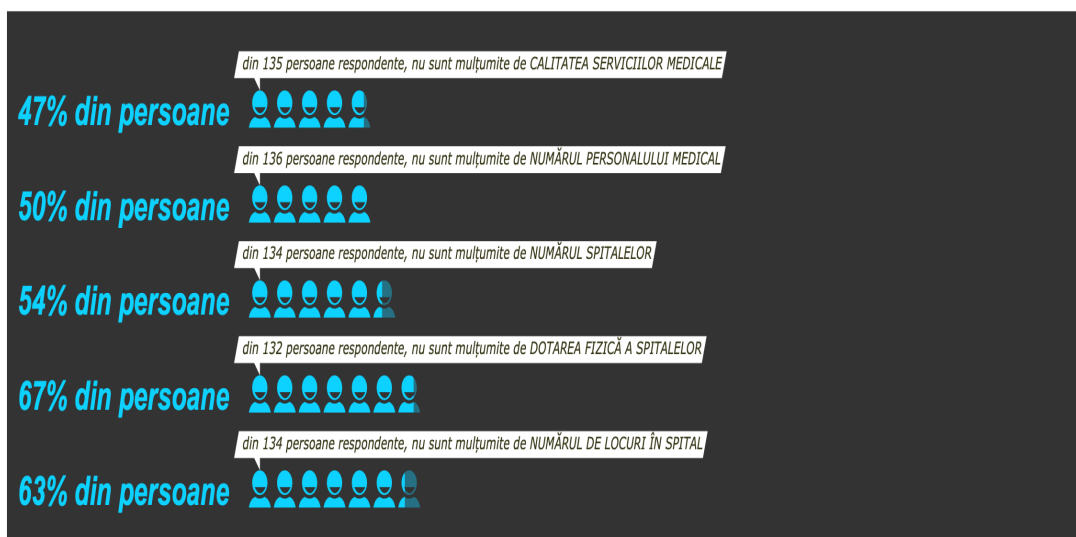 din 135 persoane respondente, nu sunt mulțumite de CALITATEA SERVICIILOR MEDICALE
47% din persoane
din 136 persoane respondente, nu sunt mulțumite de NUMĂRUL PERSONALULUI MEDICAL
50% din persoane
din 134 persoane respondente, nu sunt mulțumite de NUMĂRUL SPITALELOR
54% din persoane
din 132 persoane respondente, nu sunt mulțumite de DOTAREA FIZICĂ A SPITALELOR
67% din persoane
din 134 persoane respondente, nu sunt mulțumite de NUMĂRUL DE LOCURI ÎN SPITAL
63% din persoane